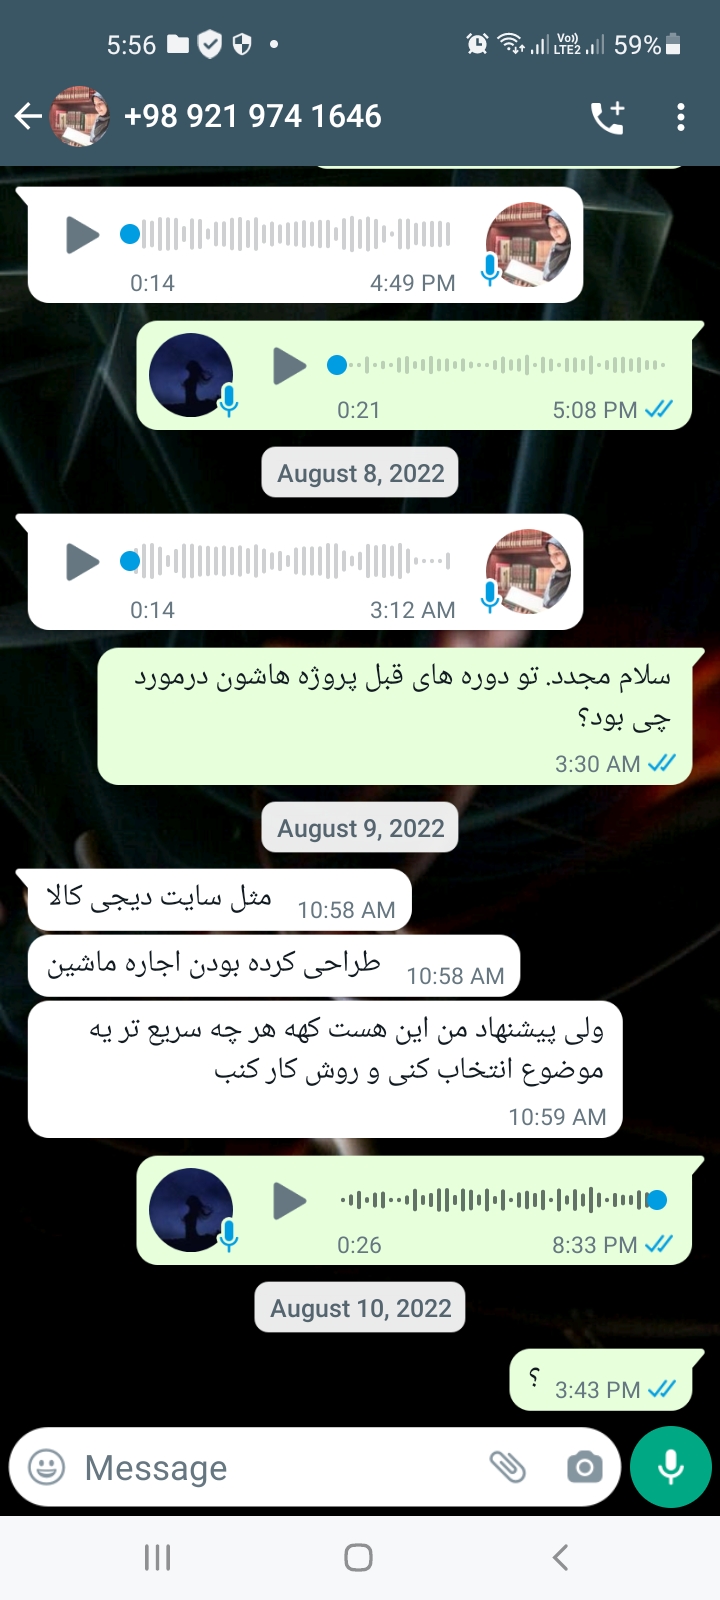 5:56
Vo)) LTE2
59%
+98 921 974 1646
0:14
4:49 PM
0:21
5:08 PM
August 8, 2022
0:14
3:12 AM
سلام مجدد. تو دوره های قبل پروژه هاشون درمورد
چی بود؟
3:30 AM
August 9, 2022
مثل سایت دیجی کالا
10:58 AM
طراحی کرده بودن اجاره ماشین
10:58 AM
ولی پیشنهاد من این هست کهه هر چه سریع تر یه
موضوع انتخاب کنی و روش کار کنب
10:59 AM
0:26
8:33 PM
August 10, 2022
؟
3:43 PM
Message